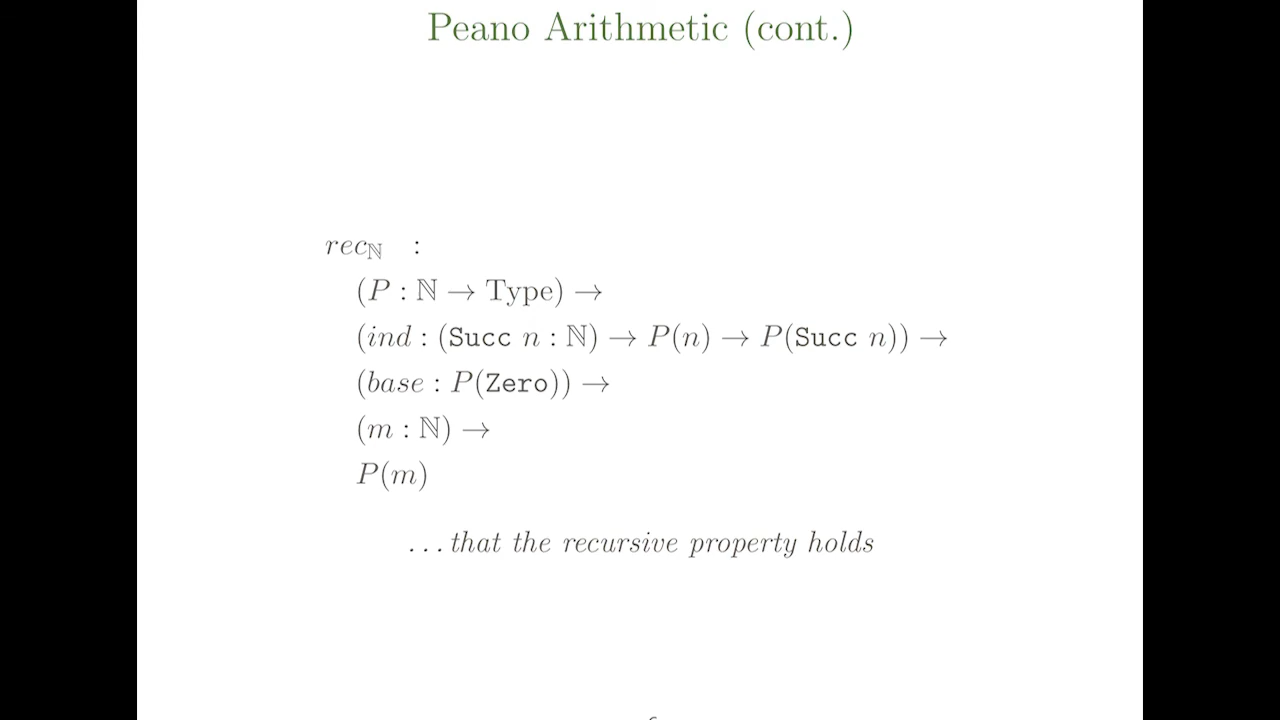 Peano Arithmetic (cont.)
rec_ℕ :
(P : ℕ → Type) →
(ind : (Succ n : ℕ) → P(n) → P(Succ n)) →
(base : P(Zero)) →
(m : ℕ) →
P(m)
...that the recursive property holds